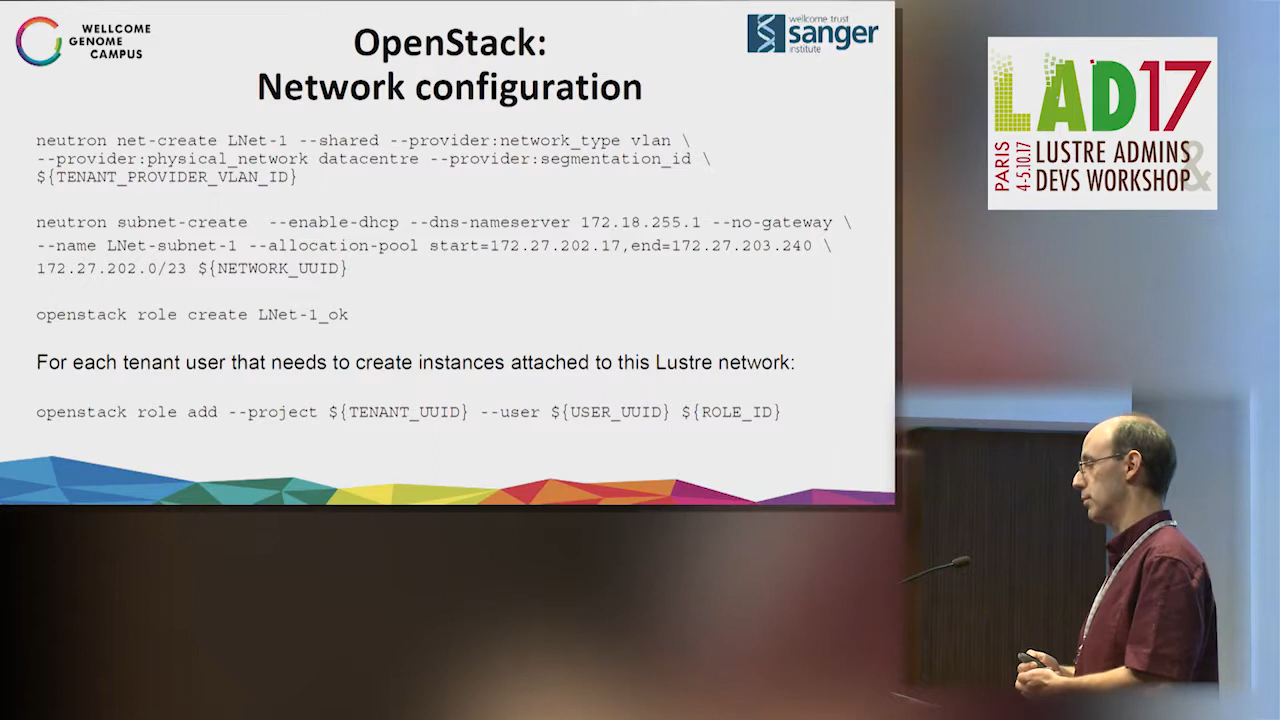 WELLCOME
GENOME
CAMPUS
OpenStack:
Network configuration
wellcome trust
sanger
institute
neutron net-create LNet-1 --shared --provider:network_type vlan \
--provider:physical_network datacentre --provider:segmentation_id \
${TENANT_PROVIDER_VLAN_ID}
neutron subnet-create --enable-dhcp --dns-nameserver 172.18.255.1 --no-gateway \
--name LNet-subnet-1 --allocation-pool start=172.27.202.17,end=172.27.203.240 \
172.27.202.0/23 ${NETWORK_UUID}
openstack role create LNet-1_ok
For each tenant user that needs to create instances attached to this Lustre network:
openstack role add --project ${TENANT_UUID} --user ${USER_UUID} ${ROLE_ID}
LAD17
PARIS
4-5.10.17
LUSTRE ADMINS
& DEVS WORKSHOP